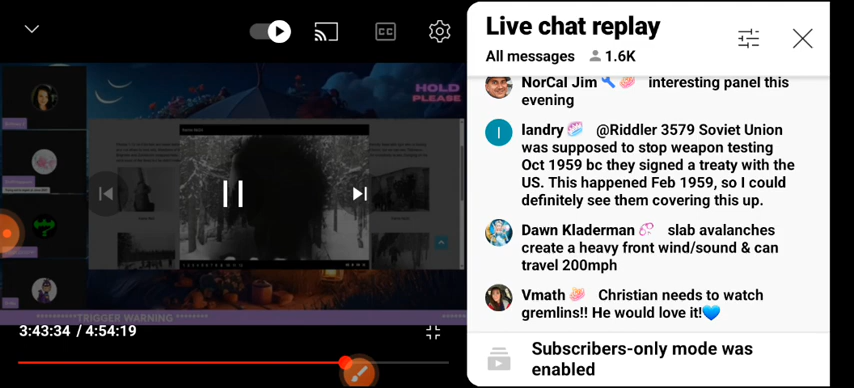 Live chat replay
All messages 1.6K
NorCal Jim interesting panel this
evening
landry @Riddler 3579 Soviet Union
was supposed to stop weapon testing
Oct 1959 bc they signed a treaty with the
US. This happened Feb 1959, so I could
definitely see them covering this up.
Dawn Kladerman slab avalanches
create a heavy front wind/sound & can
travel 200mph
Vmath Christian needs to watch
gremlins!! He would love it!💙
Subscribers-only mode was
enabled
CC
HOLD
PLEASE
********TRIGGER WARNING ********
3:43:34 / 4:54:19